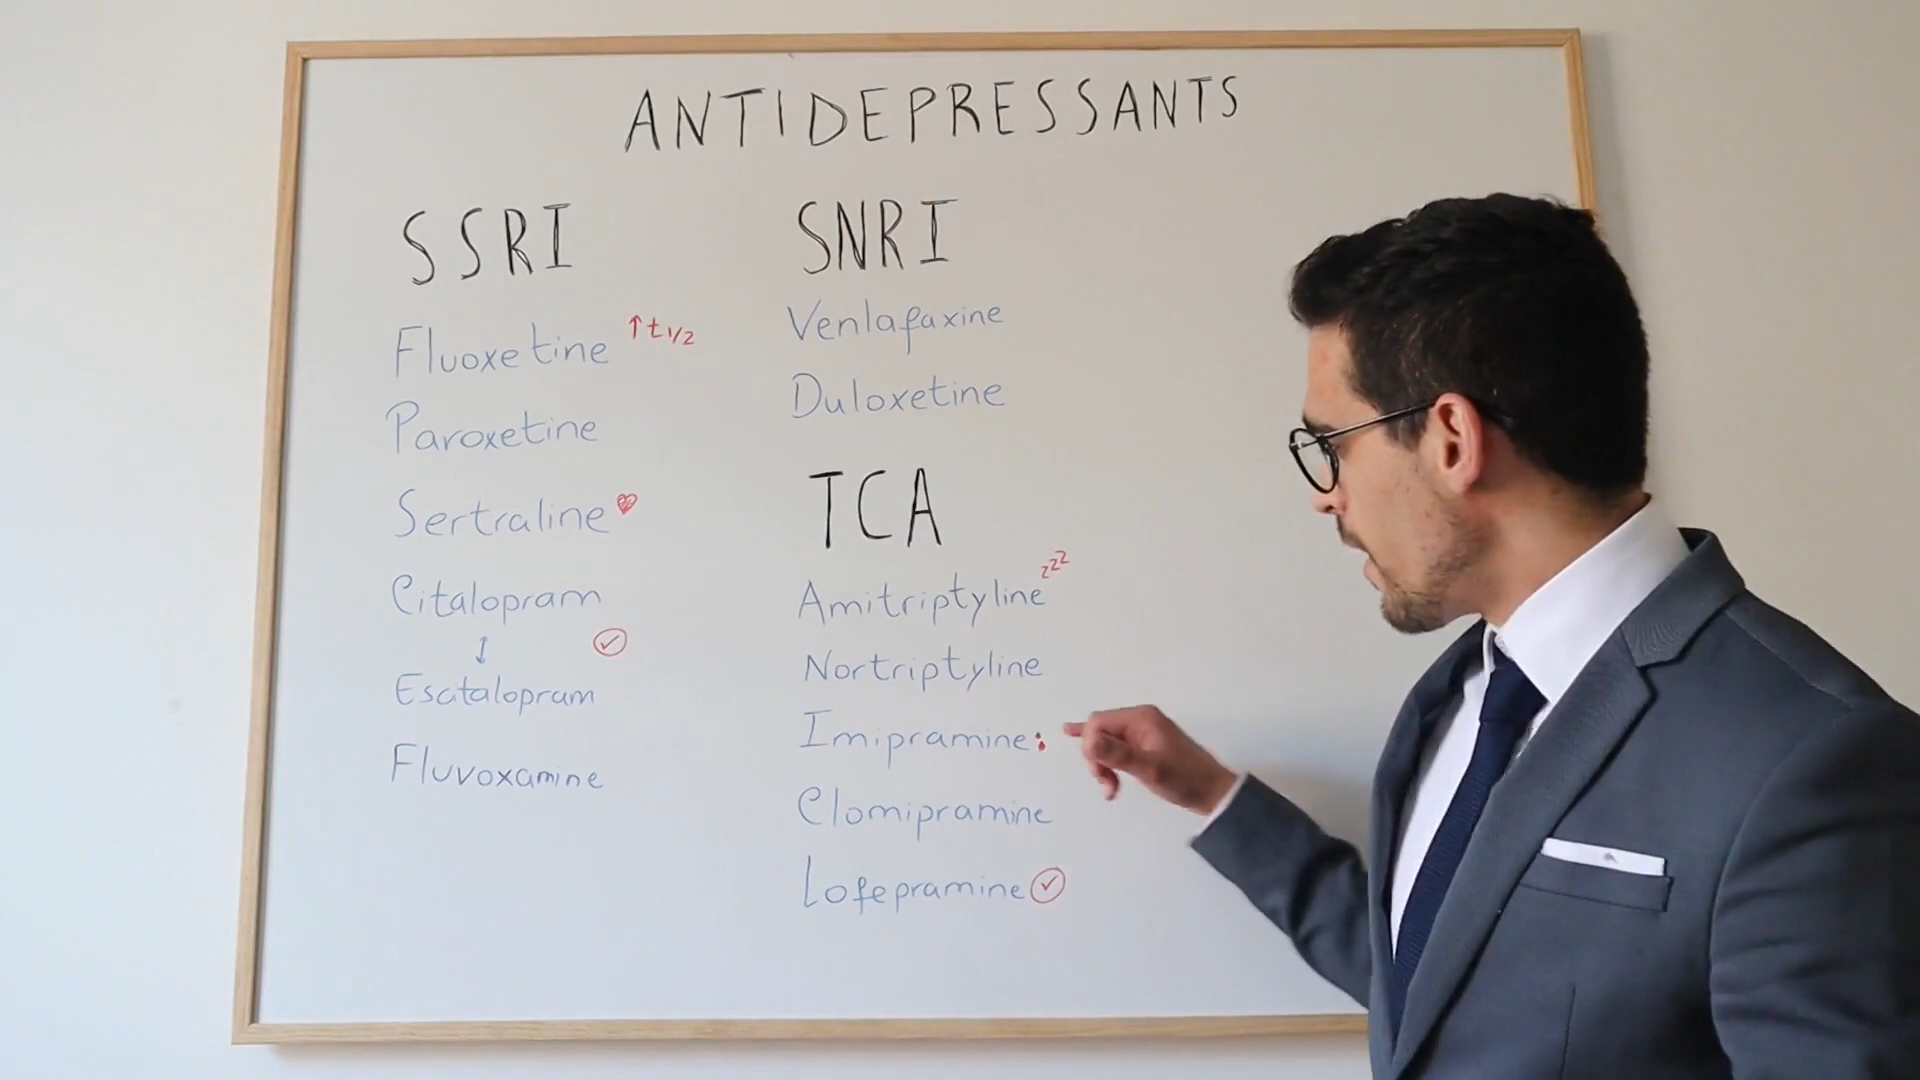 ANTIDEPRESSANTS
SSRI
Fluoxetine ↑t 1/2
Paroxetine
Sertraline
Citalopram
↕
Escitalopram
Fluvoxamine
SNRI
Venlafaxine
Duloxetine
TCA
Amitriptyline zzz
Nortriptyline
Imipramine:
Clomipramine
Lofepramine